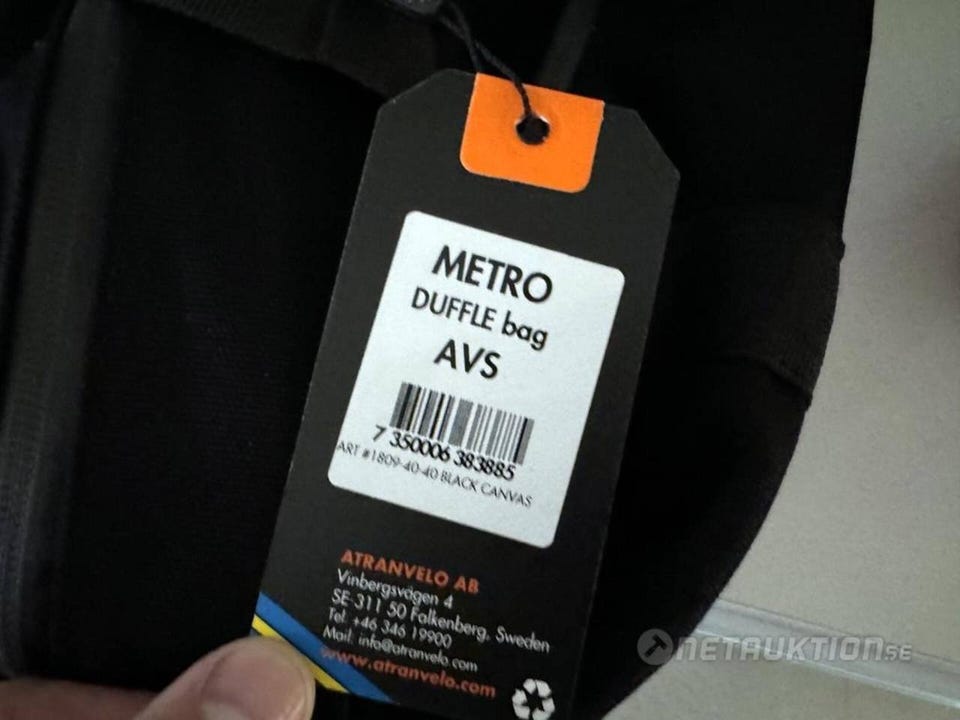 METRO
DUFFLE bag
AVS
7 350006 383885
ART #1809-40-40 BLACK CANVAS
ATRANVELO AB
Vinbergsvägen 4
SE-311 50 Falkenberg, Sweden
Tel. +46 346 19900
Mail. info@atranvelo.com
www.atranvelo.com
NETAUKTION.SE